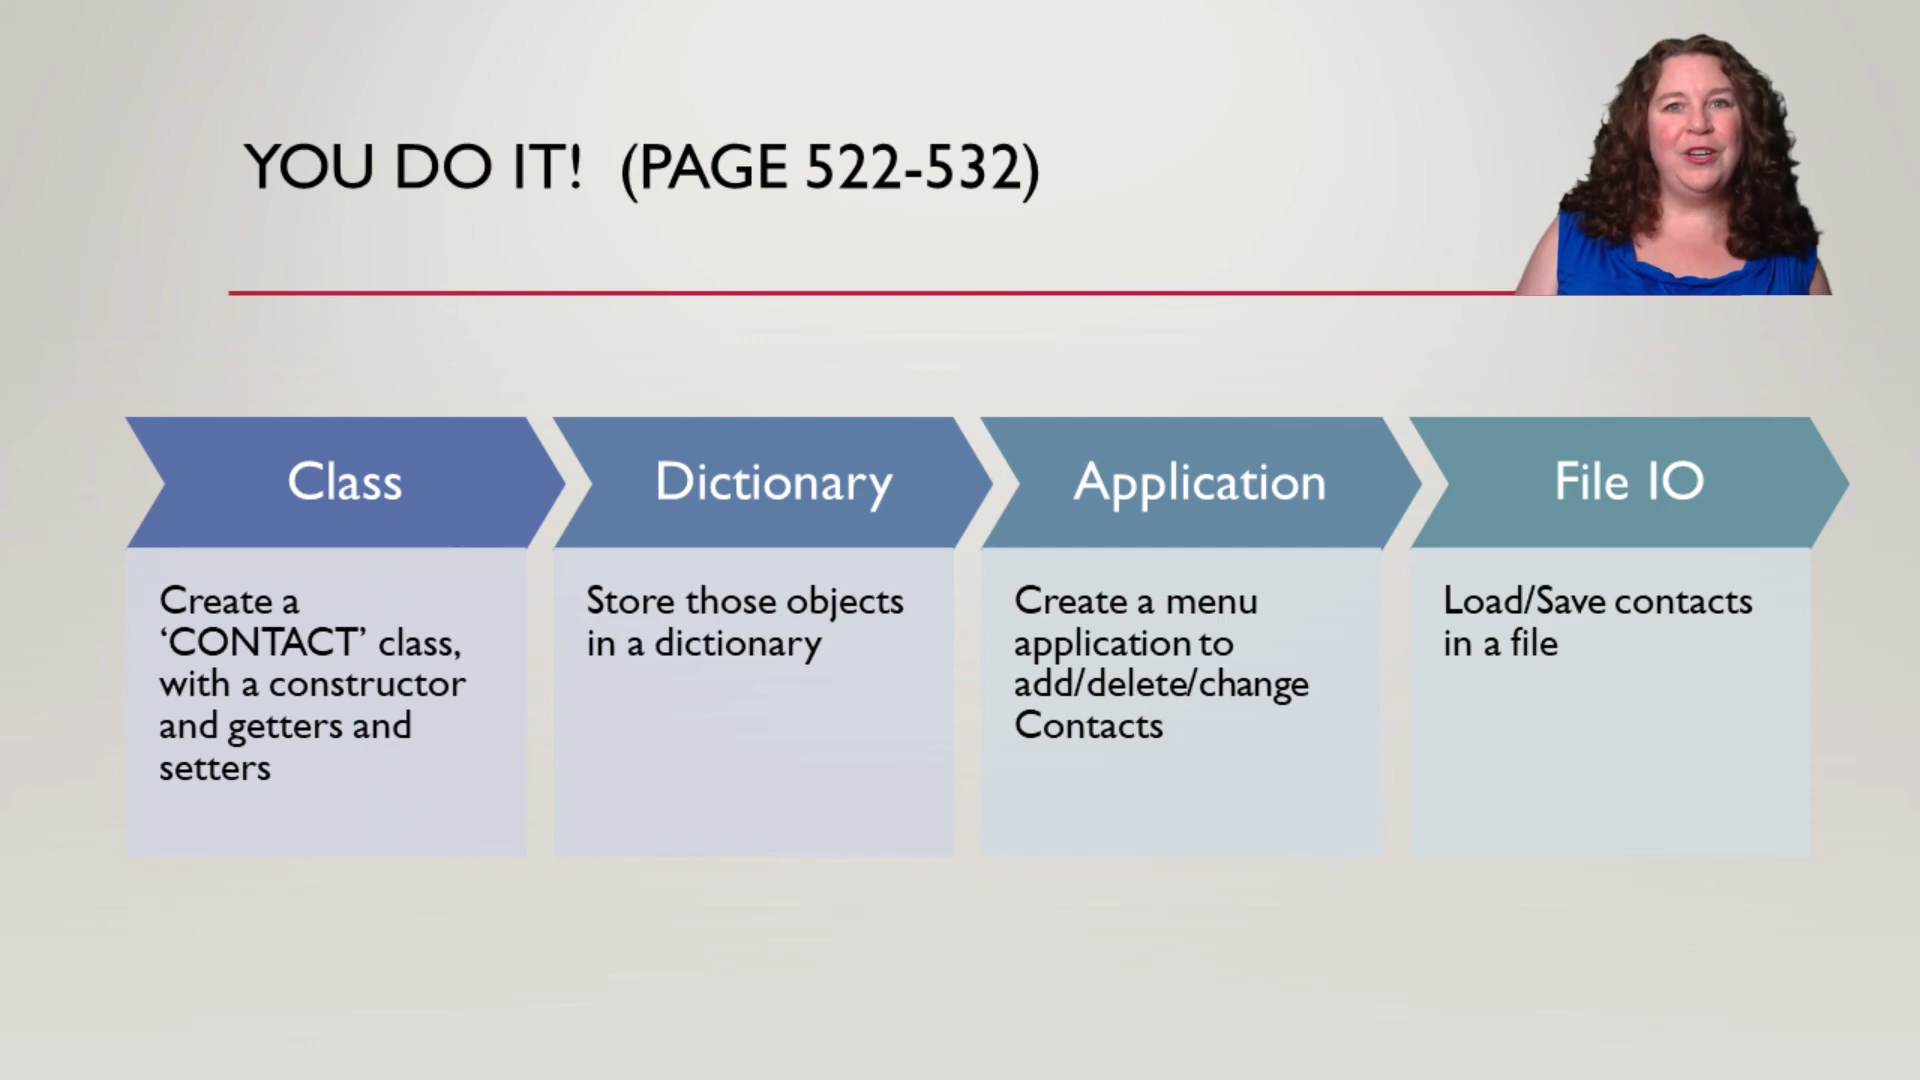 YOU DO IT! (PAGE 522-532)
Class
Create a
‘CONTACT’ class,
with a constructor
and getters and
setters
Dictionary
Store those objects
in a dictionary
Application
Create a menu
application to
add/delete/change
Contacts
File IO
Load/Save contacts
in a file